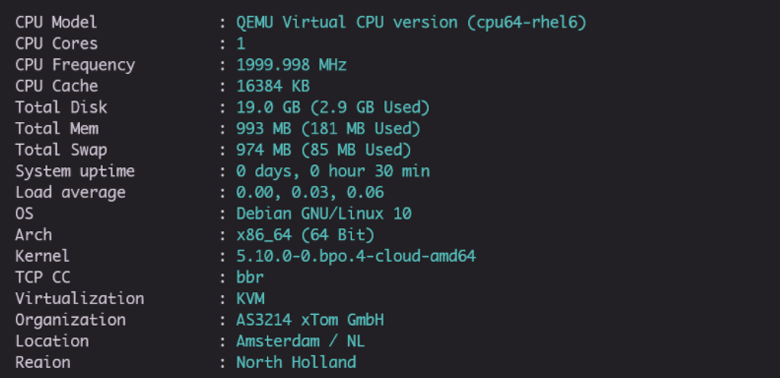 CPU Model : QEMU Virtual CPU version (cpu64-rhel6)
CPU Cores : 1
CPU Frequency : 1999.998 MHz
CPU Cache : 16384 KB
Total Disk : 19.0 GB (2.9 GB Used)
Total Mem : 993 MB (181 MB Used)
Total Swap : 974 MB (85 MB Used)
System uptime : 0 days, 0 hour 30 min
Load average : 0.00, 0.03, 0.06
OS : Debian GNU/Linux 10
Arch : x86_64 (64 Bit)
Kernel : 5.10.0-0.bpo.4-cloud-amd64
TCP CC : bbr
Virtualization : KVM
Organization : AS3214 xTom GmbH
Location : Amsterdam / NL
Region : North Holland